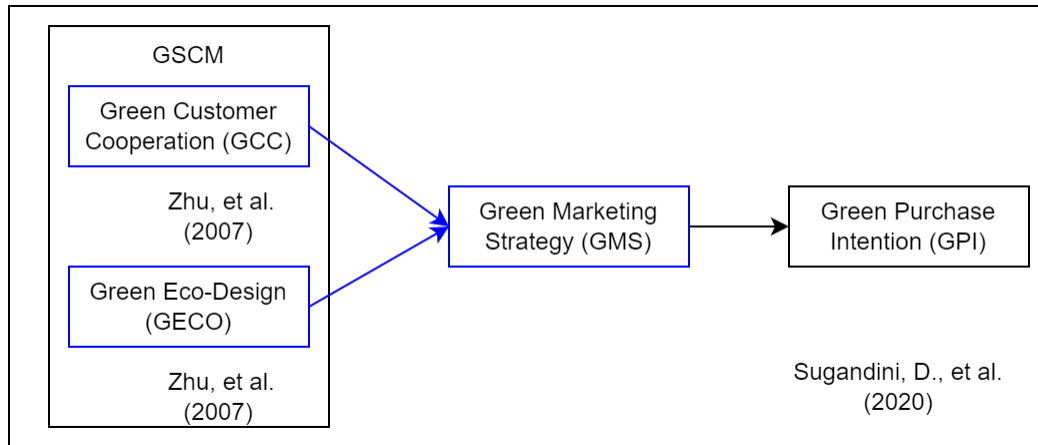 GSCM
Green Customer
Cooperation (GCC)
Zhu, et al.
(2007)
Green Eco-Design
(GECO)
Zhu, et al.
(2007)
Green Marketing
Strategy (GMS)
Green Purchase
Intention (GPI)
Sugandini, D., et al.
(2020)